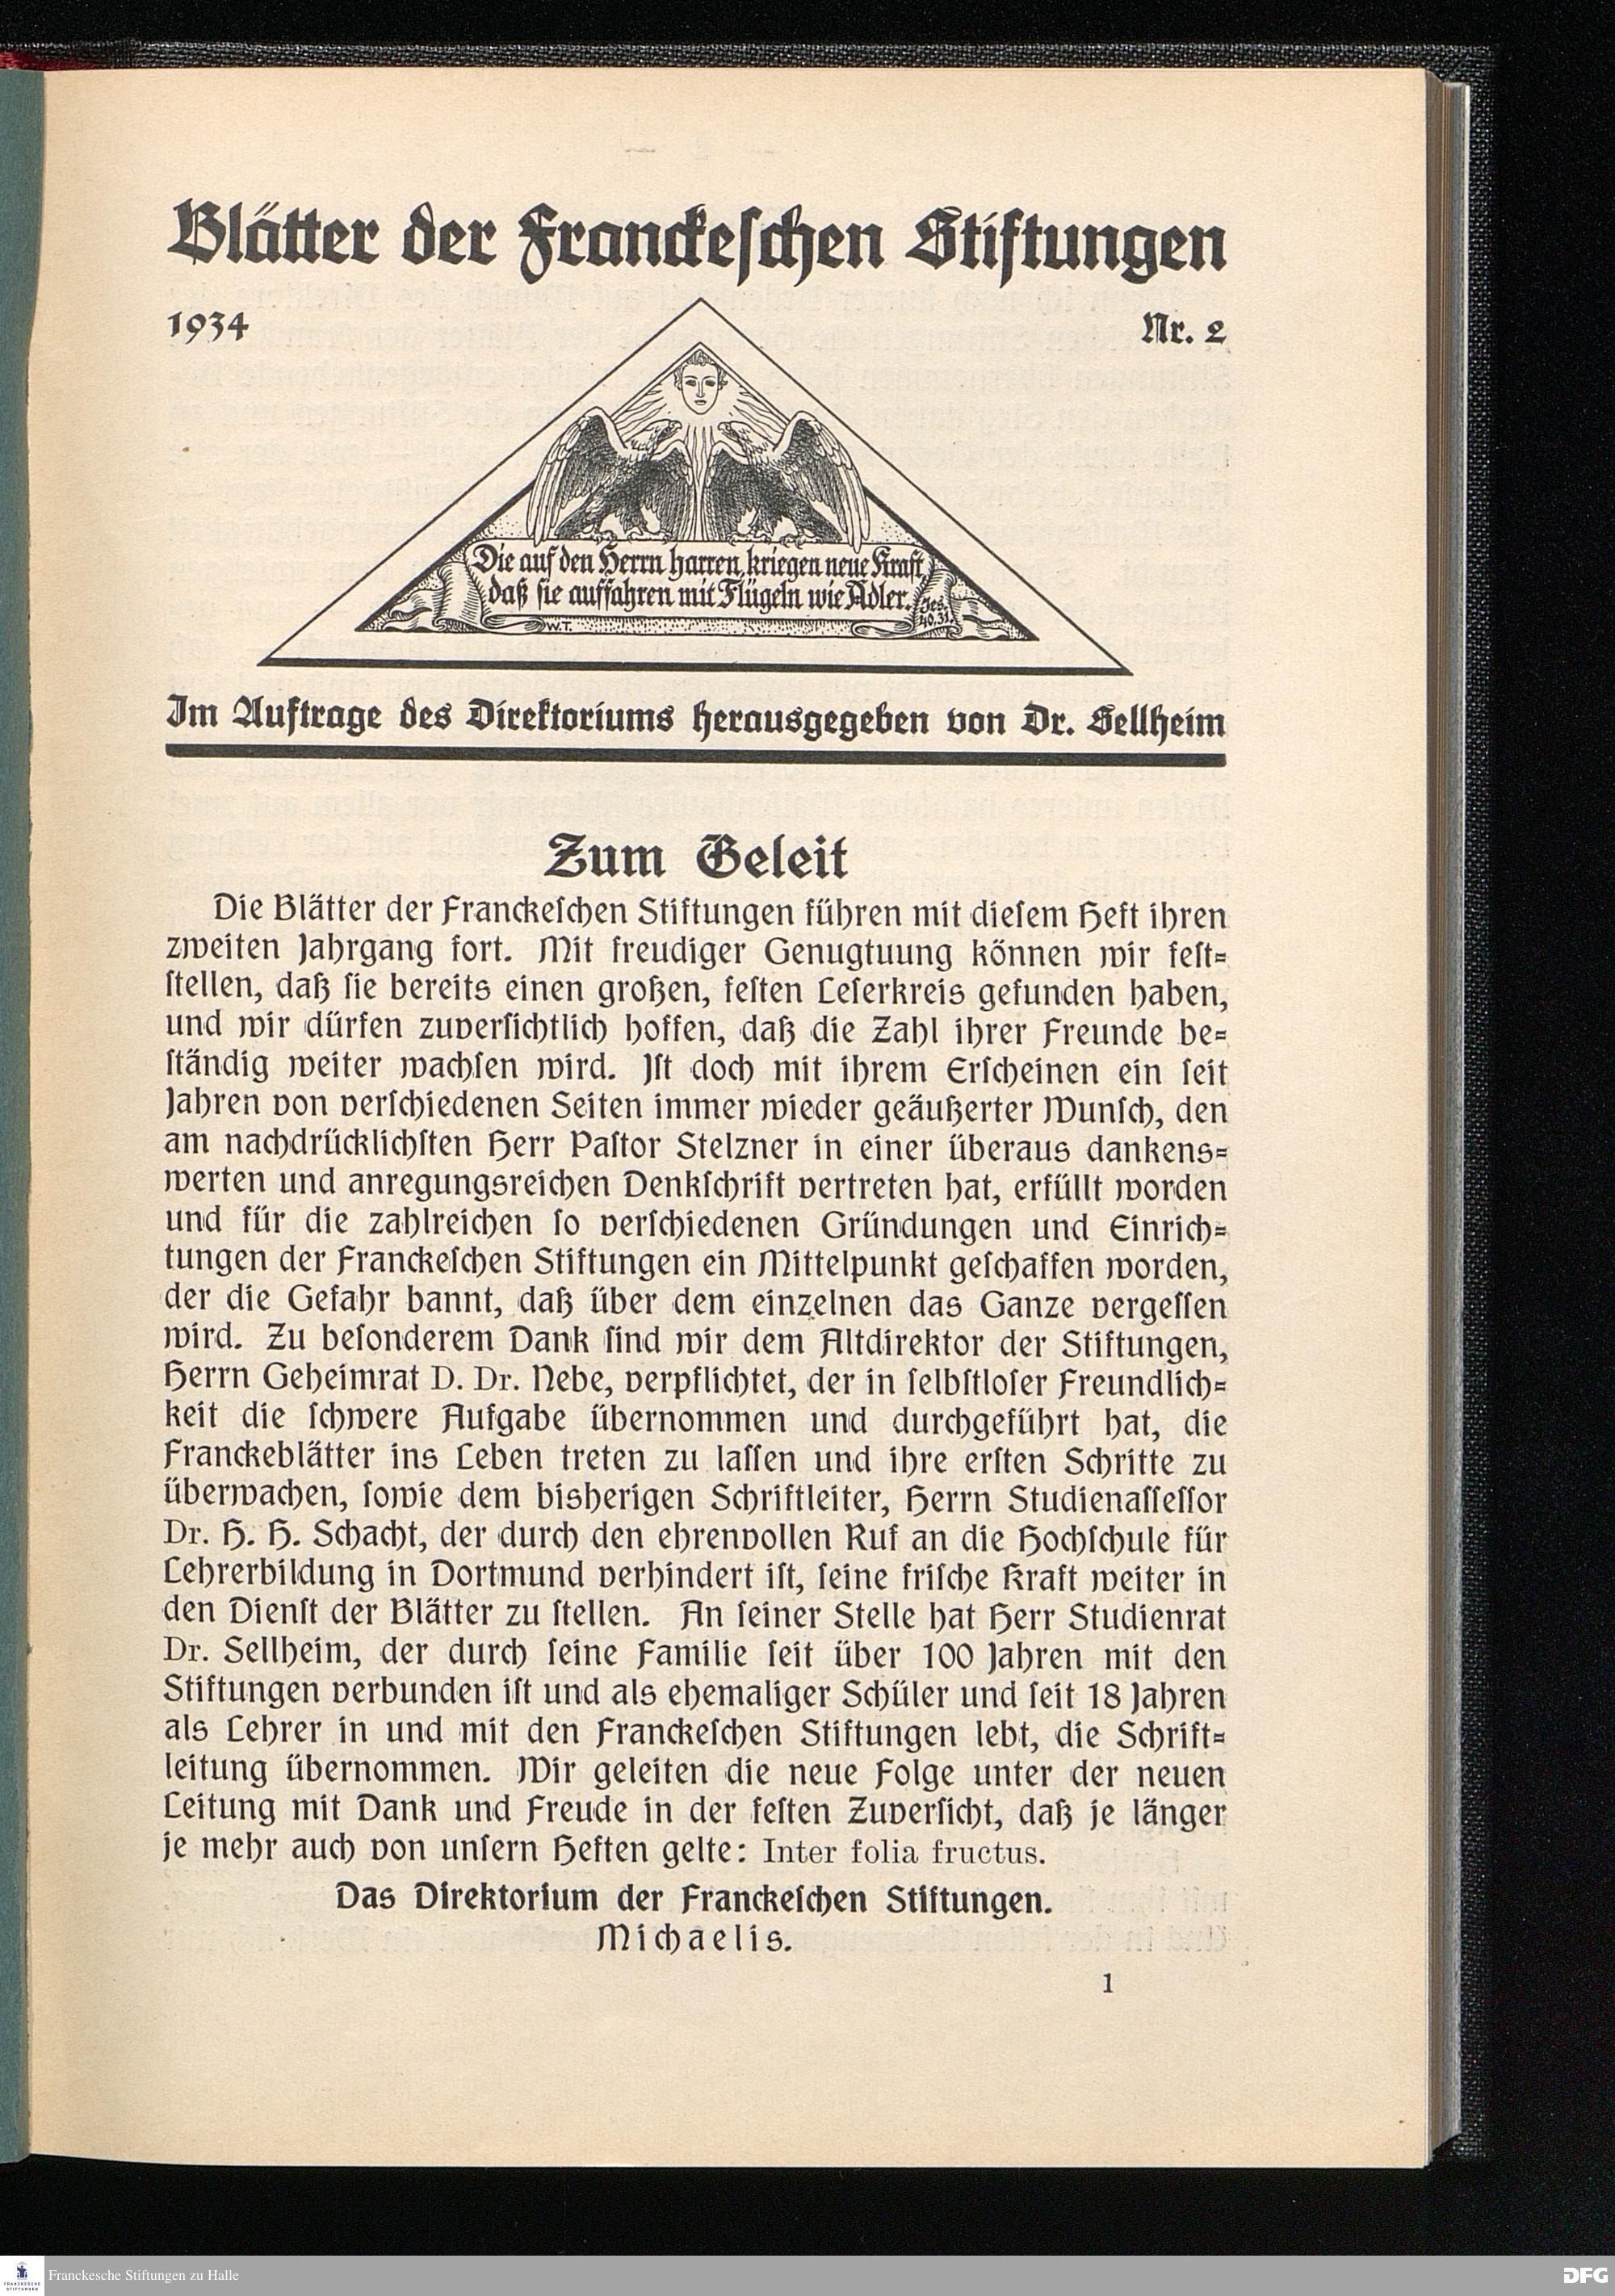 Blätter der Franckeschen Stiftungen
1934
Nr. 2
Die auf den Herrn harren, kriegen neue Kraft,
daß sie auffahren mit Flügeln wie Adler.
Jes.
40.31.
W.T.
Im Auftrage des Direktoriums herausgegeben von Dr. Sellheim
Zum Geleit
Die Blätter der Franckeschen Stiftungen führen mit diesem Heft ihren
zweiten Jahrgang fort. Mit freudiger Genugtuung können wir fest-
stellen, daß sie bereits einen großen, festen Leserkreis gefunden haben,
und wir dürfen zuversichtlich hoffen, daß die Zahl ihrer Freunde be-
ständig weiter wachsen wird. Ist doch mit ihrem Erscheinen ein seit
Jahren von verschiedenen Seiten immer wieder geäußerter Wunsch, den
am nachdrücklichsten Herr Pastor Stelzner in einer überaus dankens-
werten und anregungsreichen Denkschrift vertreten hat, erfüllt worden
und für die zahlreichen so verschiedenen Gründungen und Einrich-
tungen der Franckeschen Stiftungen ein Mittelpunkt geschaffen worden,
der die Gefahr bannt, daß über dem einzelnen das Ganze vergessen
wird. Zu besonderem Dank sind wir dem Altdirektor der Stiftungen,
Herrn Geheimrat D. Dr. Nebe, verpflichtet, der in selbstloser Freundlich-
keit die schwere Aufgabe übernommen und durchgeführt hat, die
Franckeblätter ins Leben treten zu lassen und ihre ersten Schritte zu
überwachen, sowie dem bisherigen Schriftleiter, Herrn Studienassessor
Dr. H. H. Schacht, der durch den ehrenvollen Ruf an die Hochschule für
Lehrerbildung in Dortmund verhindert ist, seine frische Kraft weiter in
den Dienst der Blätter zu stellen. An seiner Stelle hat Herr Studienrat
Dr. Sellheim, der durch seine Familie seit über 100 Jahren mit den
Stiftungen verbunden ist und als ehemaliger Schüler und seit 18 Jahren
als Lehrer in und mit den Franckeschen Stiftungen lebt, die Schrift-
leitung übernommen. Wir geleiten die neue Folge unter der neuen
Leitung mit Dank und Freude in der festen Zuversicht, daß je länger
je mehr auch von unsern Heften gelte: Inter folia fructus.
Das Direktorium der Franckeschen Stiftungen.
Michaelis.
1
FRANCKESCHE
STIFTUNGEN
Franckesche Stiftungen zu Halle
DFG